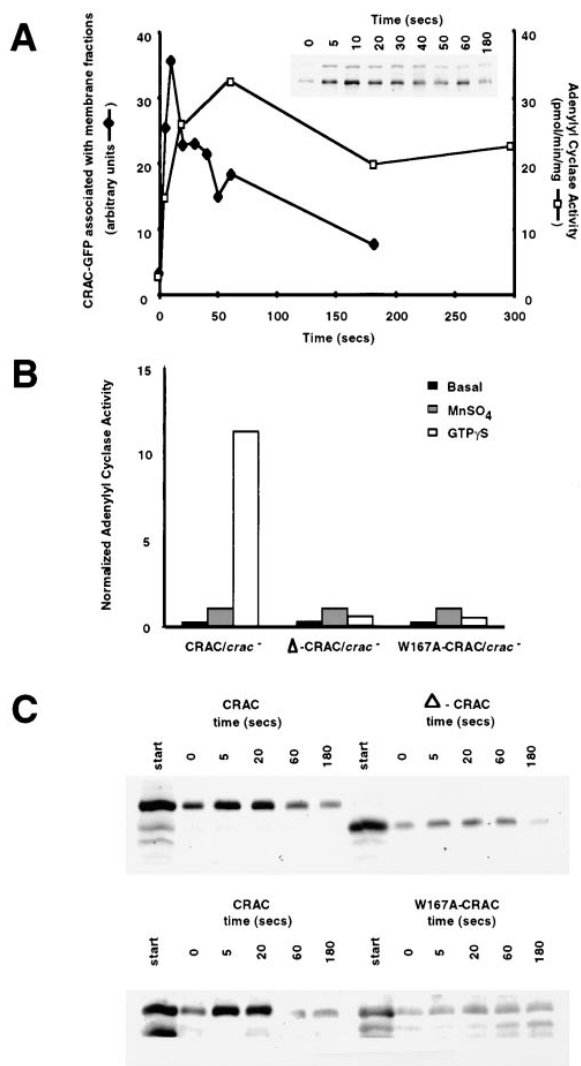 A
Time (secs)
0 5 10 20 30 40 50 60 180
CRAC-GFP associated with membrane fractions
(arbitrary units —◆—)
40
30
20
10
0
40
30
20
10
0
Adenylyl Cyclase Activity
(pmol/min/mg —□—)
0 50 100 150 200 250 300
Time (secs)
B
Normalized Adenylyl Cyclase Activity
15
10
5
0
Basal
MnSO4
GTPγS
CRAC/crac - Δ-CRAC/crac - W167A-CRAC/crac -
C
CRAC
time (secs)
start 0 5 20 60 180
Δ - CRAC
time (secs)
start 0 5 20 60 180
CRAC
time (secs)
start 0 5 20 60 180
W167A-CRAC
time (secs)
start 0 5 20 60 180